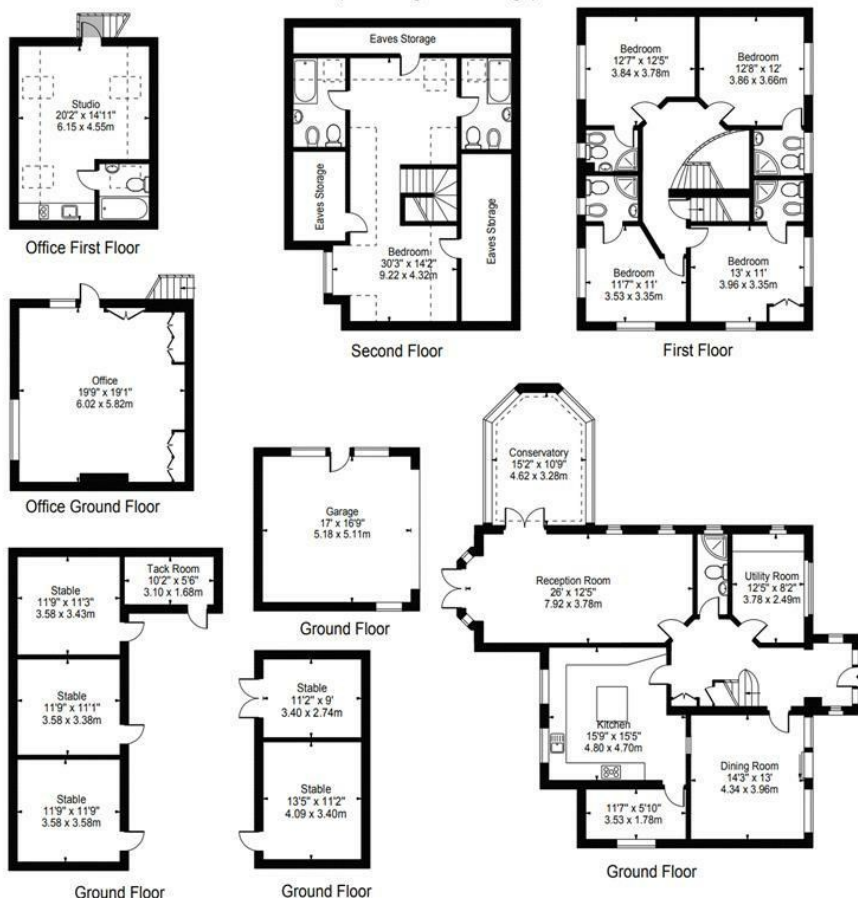 Eaves Storage
Studio
20'2" x 14'11"
6.15 x 4.55m
Office First Floor
Eaves Storage
Eaves Storage
Bedroom
30'3" x 14'2"
9.22 x 4.32m
Second Floor
Bedroom
12'7" x 12'5"
3.84 x 3.78m
Bedroom
12'8" x 12'
3.86 x 3.66m
Bedroom
11'7" x 11'
3.53 x 3.35m
Bedroom
13' x 11'
3.96 x 3.35m
First Floor
Office
19'9" x 19'1"
6.02 x 5.82m
Office Ground Floor
Garage
17' x 16'9"
5.18 x 5.11m
Ground Floor
Conservatory
15'2" x 10'9"
4.62 x 3.28m
Reception Room
26' x 12'5"
7.92 x 3.78m
Utility Room
12'5" x 8'2"
3.78 x 2.49m
Kitchen
15'9" x 15'5"
4.80 x 4.70m
Dining Room
14'3" x 13'
4.34 x 3.96m
11'7" x 5'10"
3.53 x 1.78m
Ground Floor
Tack Room
10'2" x 5'6"
3.10 x 1.68m
Stable
11'9" x 11'3"
3.58 x 3.43m
Stable
11'9" x 11'1"
3.58 x 3.38m
Stable
11'9" x 11'9"
3.58 x 3.58m
Ground Floor
Stable
11'2" x 9'
3.40 x 2.74m
Stable
13'5" x 11'2"
4.09 x 3.40m
Ground Floor